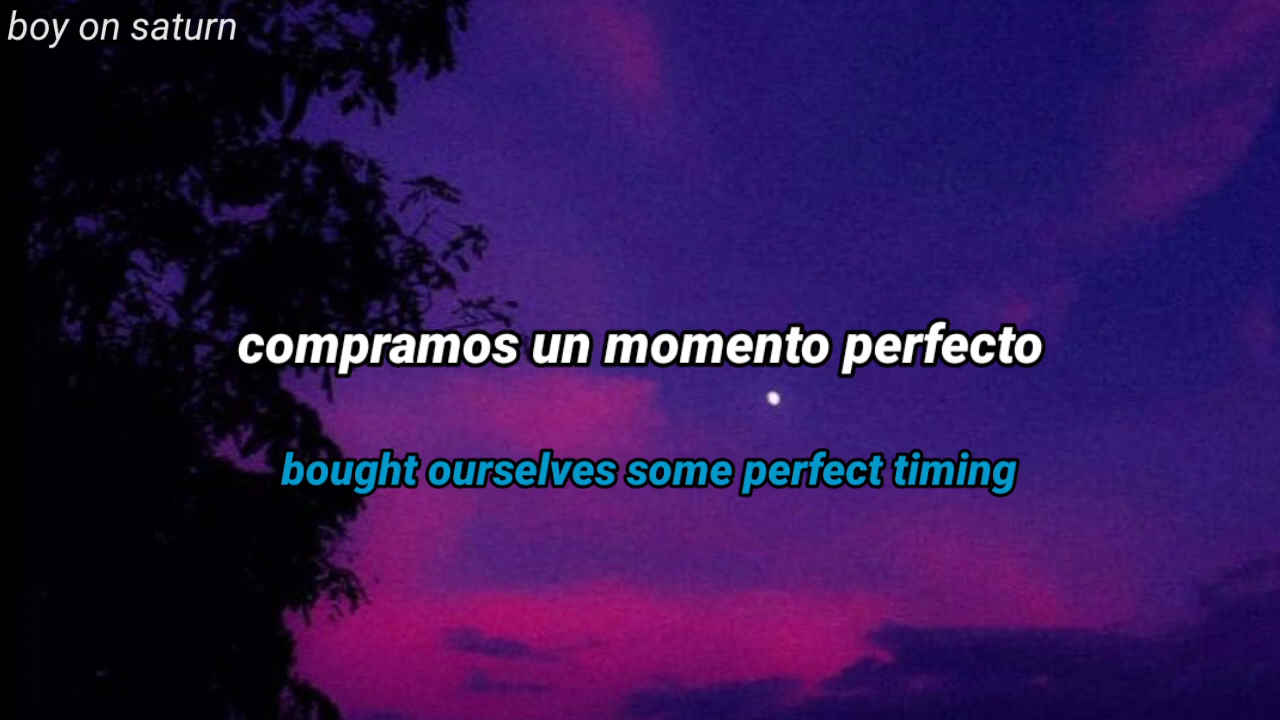 boy on saturn
compramos un momento perfecto
bought ourselves some perfect timing